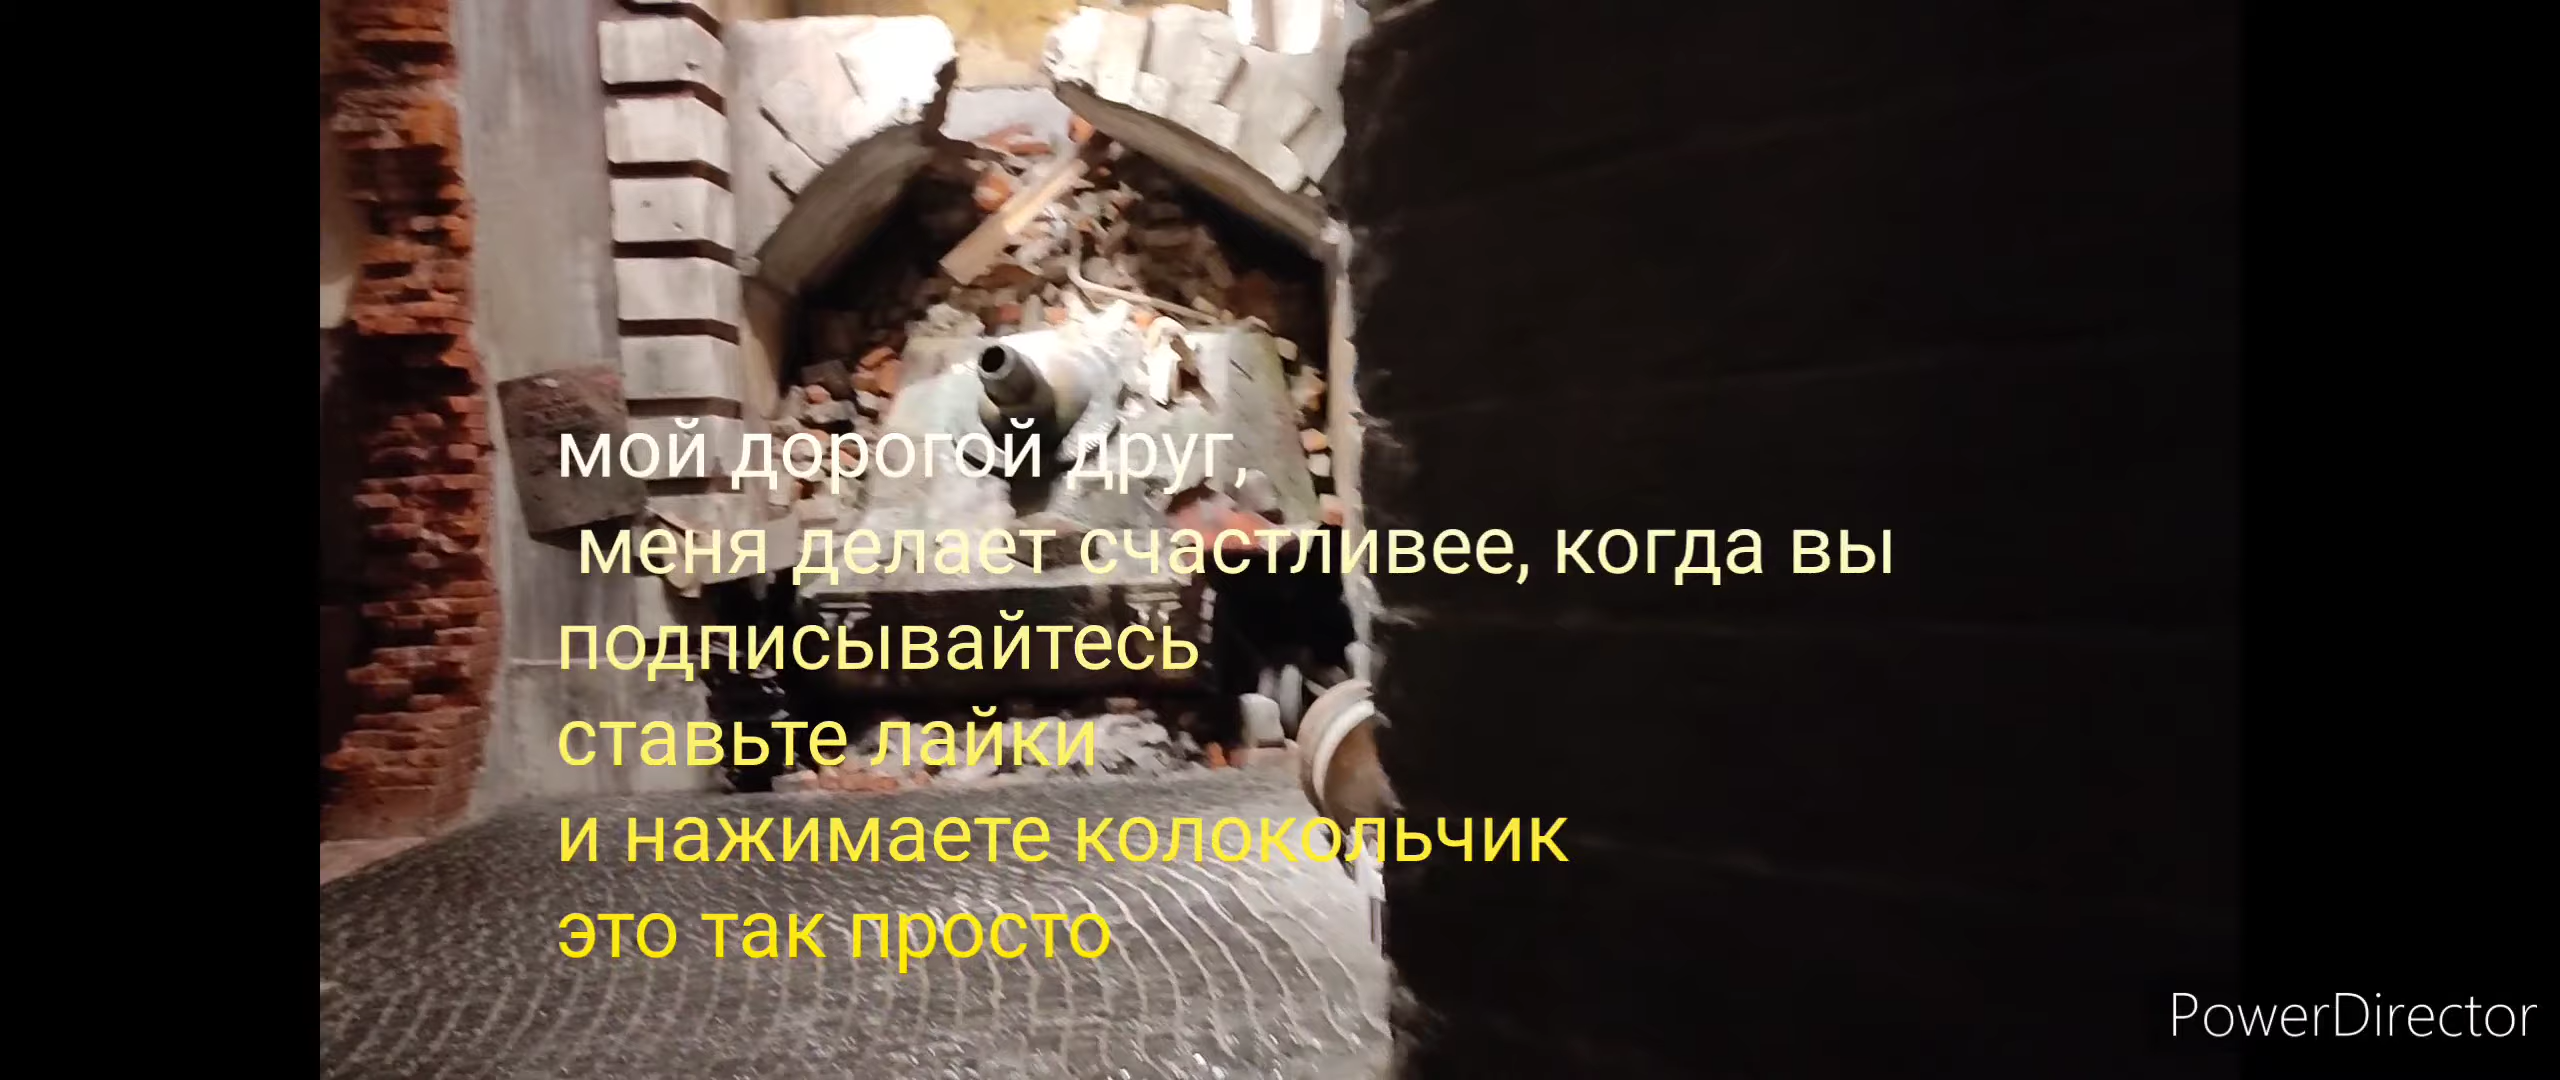 мой дорогой друг,
меня делает счастливее, когда вы
подписывайтесь
ставьте лайки
и нажимаете колокольчик
это так просто
PowerDirector